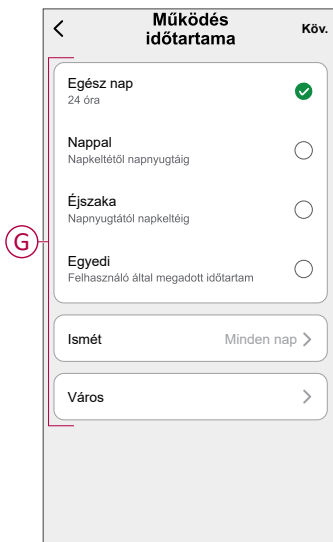 Működés
időtartama
Köv.
Egész nap
24 óra
Nappal
Napkeltétől napnyugtáig
Éjszaka
Napnyugtától napkeltéig
G
Egyedi
Felhasználó által megadott időtartam
Ismét Minden nap
Város